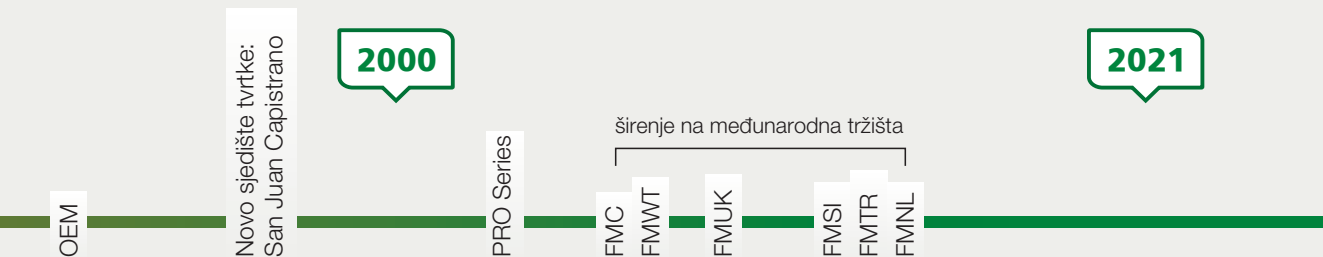 OEM
Novo sjedište tvrtke:
San Juan Capistrano
2000
PRO Series
širenje na međunarodna tržišta
FMC
FMWT
FMUK
FMSI
FMTR
FMNL
2021